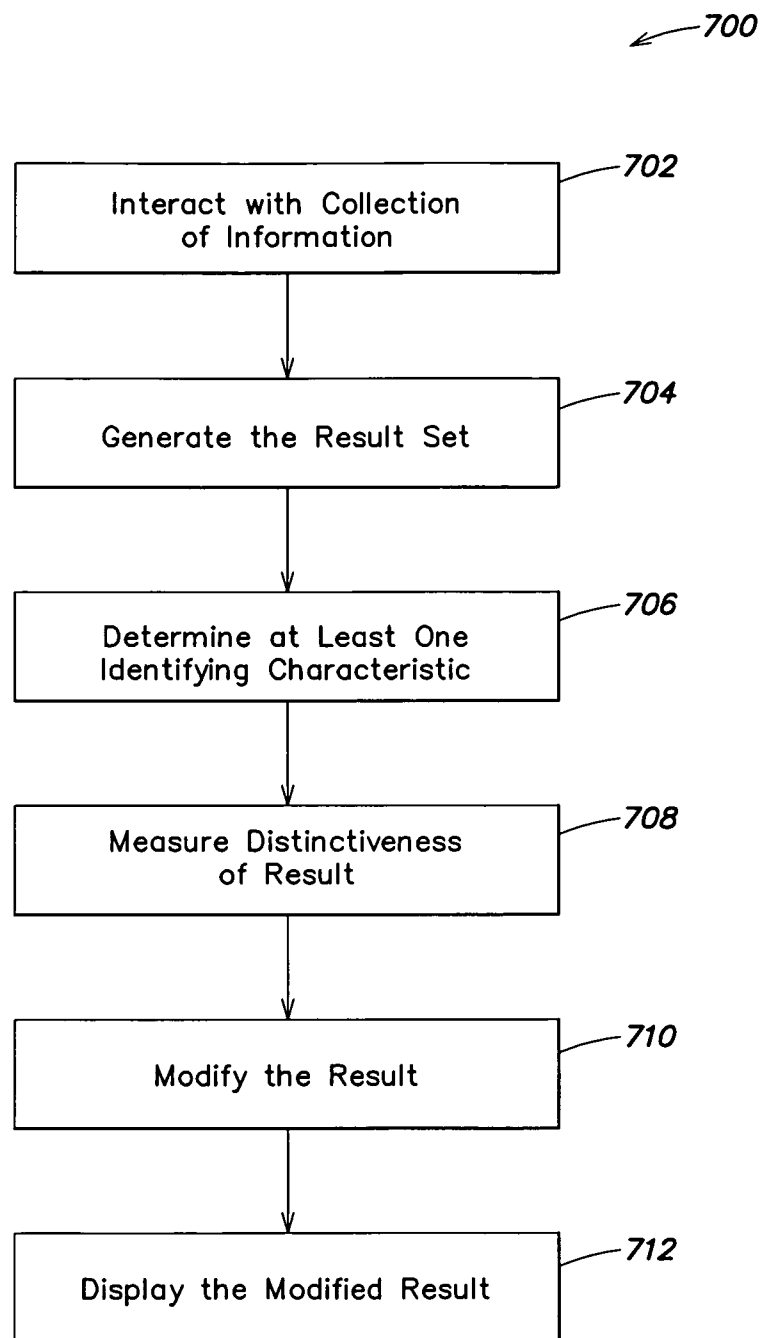 700
702
Interact with Collection
of Information
704
Generate the Result Set
706
Determine at Least One
Identifying Characteristic
708
Measure Distinctiveness
of Result
710
Modify the Result
712
Display the Modified Result